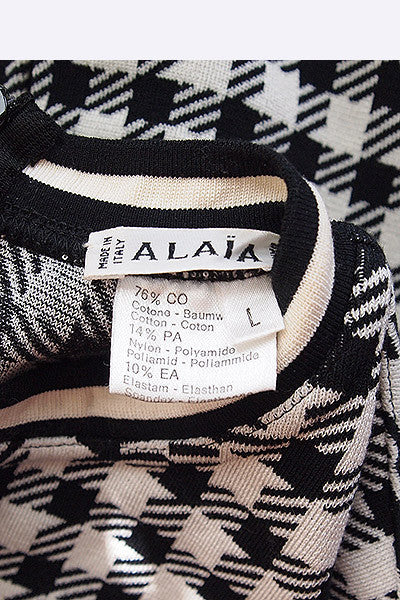 MADE IN
ITALY
ALAÏA
76% CO
Cotone - Baumw
Cotton - Coton
14% PA
Nylon - Polyamide
Poliamid - Poliammide
10% EA
Elastam - Elasthan
L